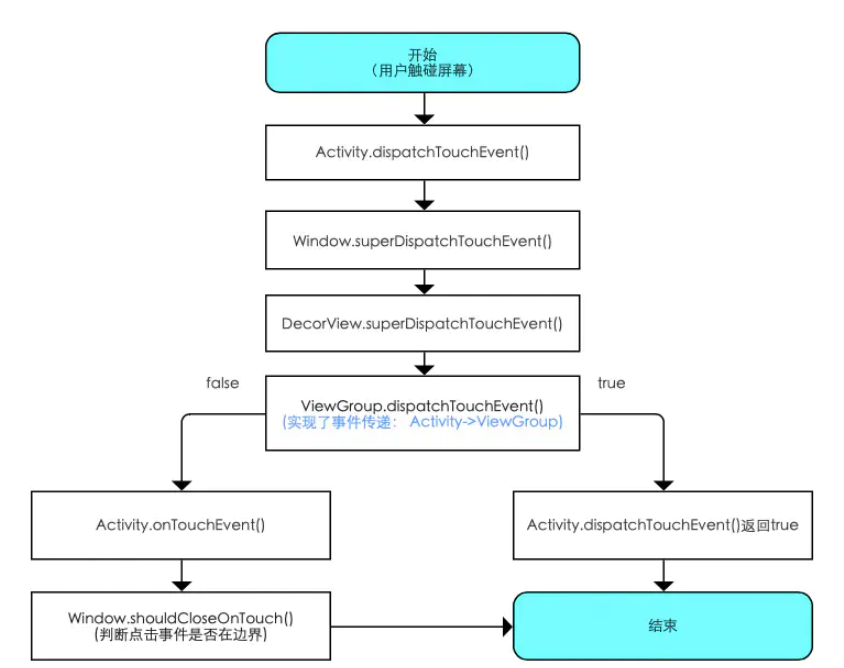 开始
（用户触碰屏幕）
Activity.dispatchTouchEvent()
Window.superDispatchTouchEvent()
DecorView.superDispatchTouchEvent()
false
true
ViewGroup.dispatchTouchEvent()
(实现了事件传递： Activity->ViewGroup)
Activity.onTouchEvent()
Activity.dispatchTouchEvent()返回true
Window.shouldCloseOnTouch()
(判断点击事件是否在边界)
结束